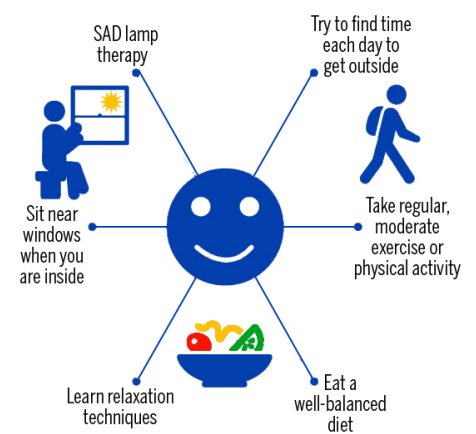 SAD lamp
therapy
Try to find time
each day to
get outside
Sit near
windows
when you
are inside
Take regular,
moderate
exercise or
physical activity
Learn relaxation
techniques
Eat a
well-balanced
diet